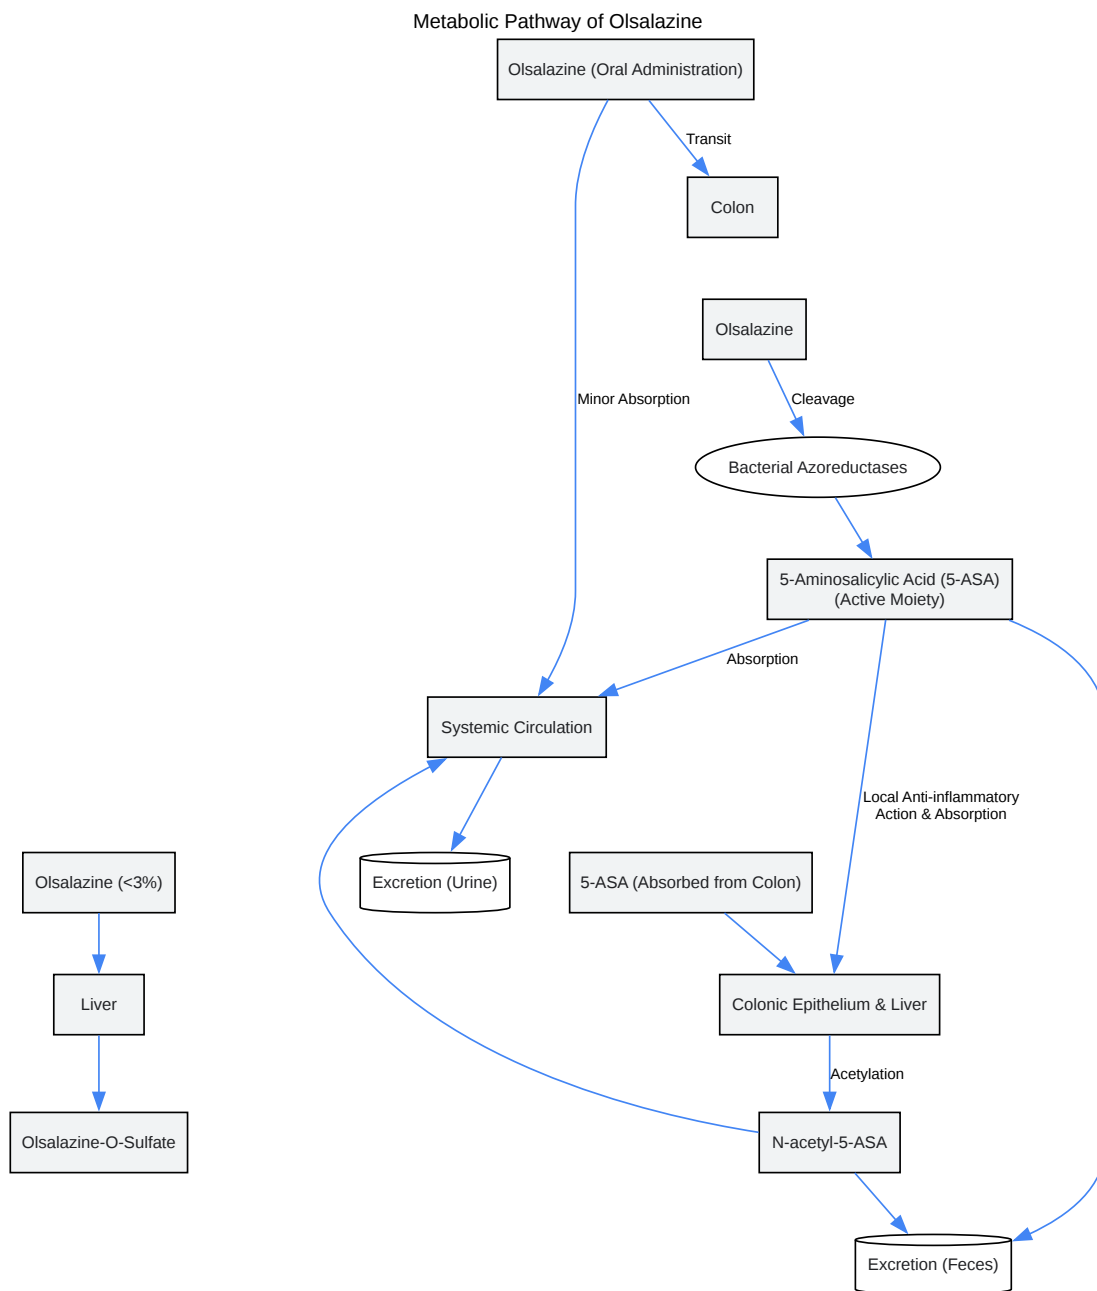 Metabolic Pathway of Olsalazine
Olsalazine (Oral Administration)
Transit
Colon
Olsalazine
Minor Absorption
Cleavage
Bacterial Azoreductases
5-Aminosalicylic Acid (5-ASA)
(Active Moiety)
Absorption
Systemic Circulation
Local Anti-inflammatory
Action & Absorption
Olsalazine (<3%)
Excretion (Urine)
5-ASA (Absorbed from Colon)
Liver
Colonic Epithelium & Liver
Acetylation
Olsalazine-O-Sulfate
N-acetyl-5-ASA
Excretion (Feces)